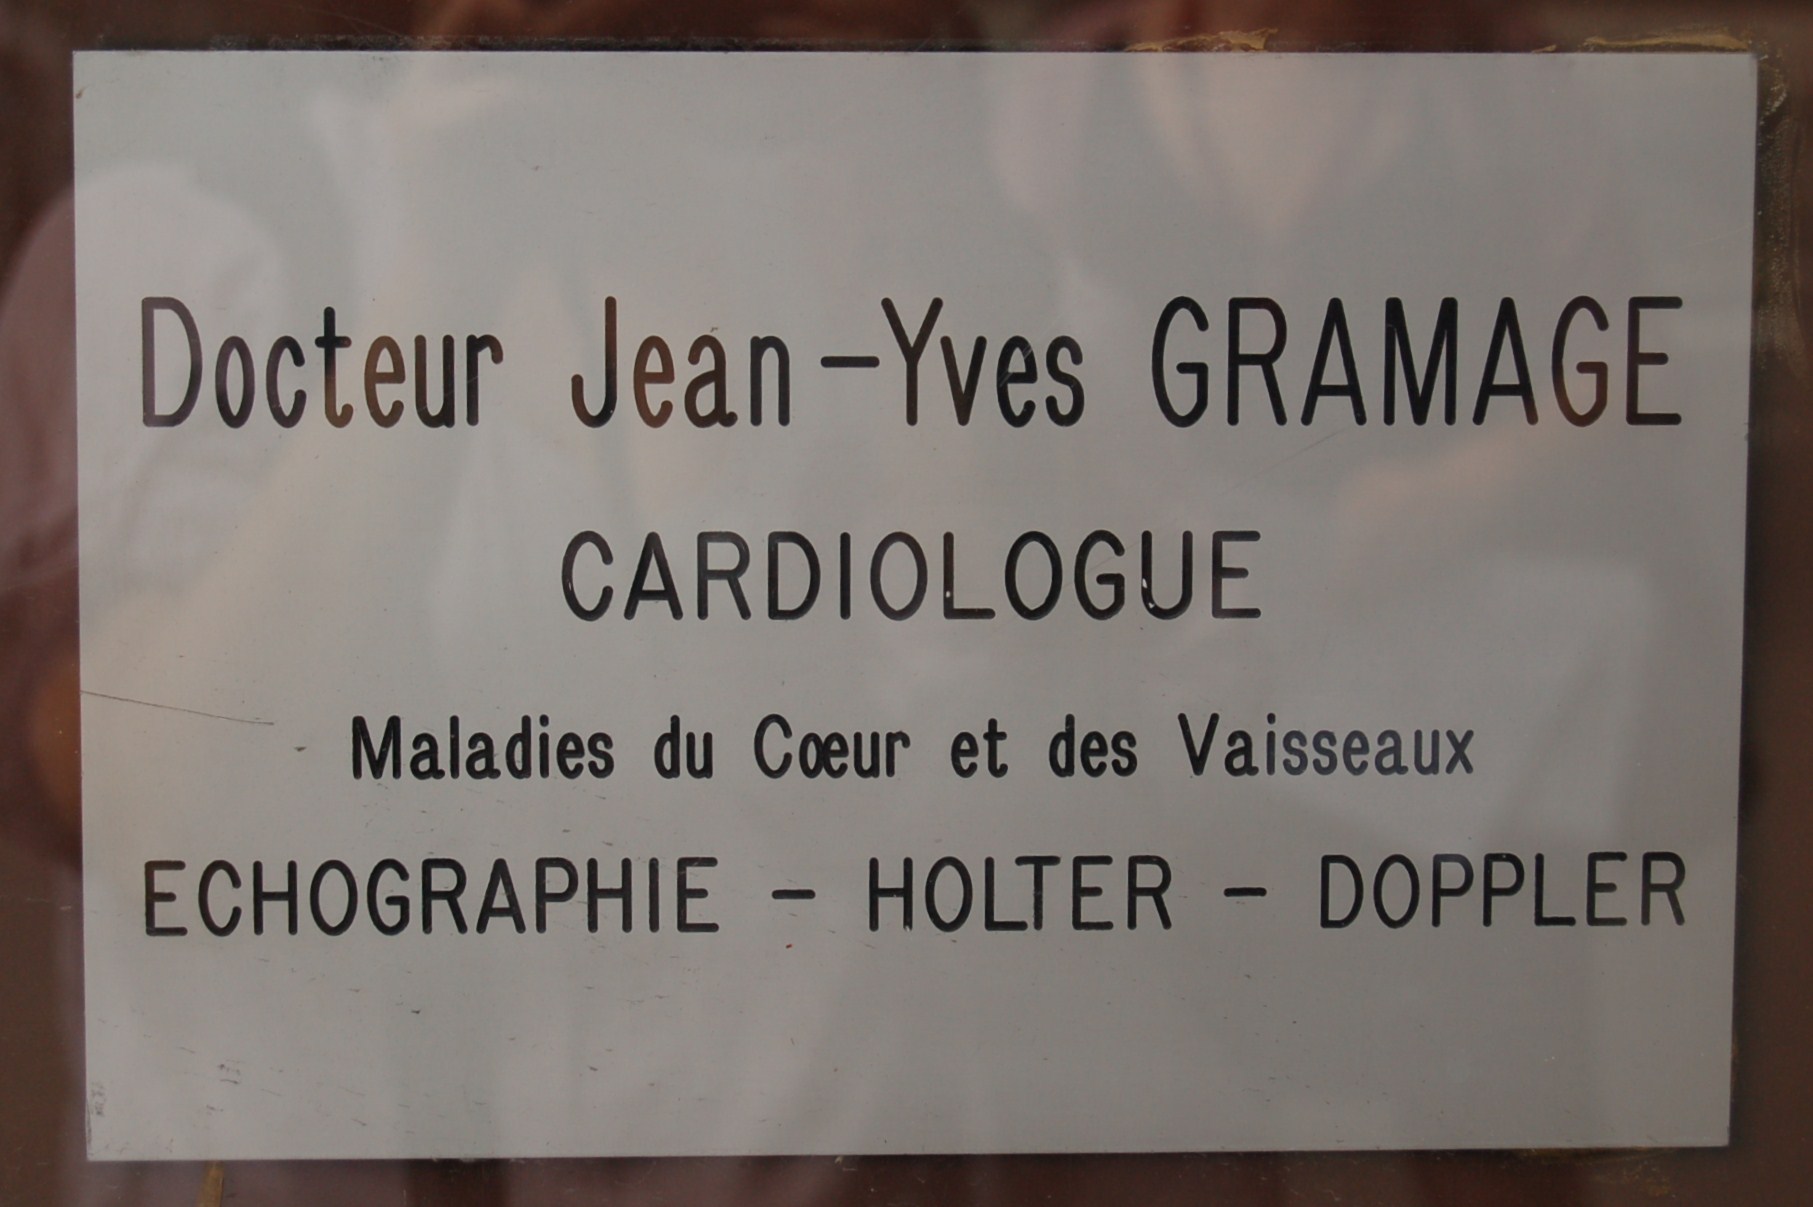 Docteur Jean-Yves GRAMAGE
CARDIOLOGUE
Maladies du Cœur et des Vaisseaux
ECHOGRAPHIE - HOLTER - DOPPLER